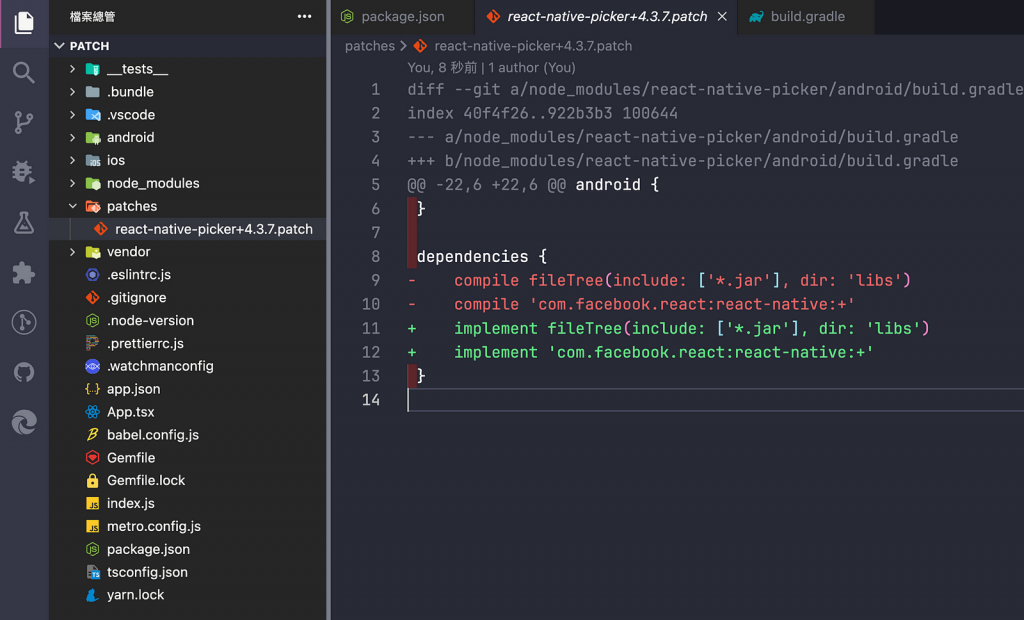 檔案總管
PATCH
__tests__
.bundle
.vscode
android
ios
node_modules
patches
react-native-picker+4.3.7.patch
vendor
.eslintrc.js
.gitignore
.node-version
.prettierrc.js
.watchmanconfig
app.json
App.tsx
babel.config.js
Gemfile
Gemfile.lock
index.js
metro.config.js
package.json
tsconfig.json
yarn.lock
package.json
react-native-picker+4.3.7.patch
build.gradle
patches > react-native-picker+4.3.7.patch
You, 8 秒前 | 1 author (You)
1 diff --git a/node_modules/react-native-picker/android/build.gradle
2 index 40f4f26..922b3b3 100644
3 --- a/node_modules/react-native-picker/android/build.gradle
4 +++ b/node_modules/react-native-picker/android/build.gradle
5 @@ -22,6 +22,6 @@ android {
6 }
7
8 dependencies {
9 -    compile fileTree(include: ['*.jar'], dir: 'libs')
10 -    compile 'com.facebook.react:react-native:+'
11 +    implement fileTree(include: ['*.jar'], dir: 'libs')
12 +    implement 'com.facebook.react:react-native:+'
13 }
14